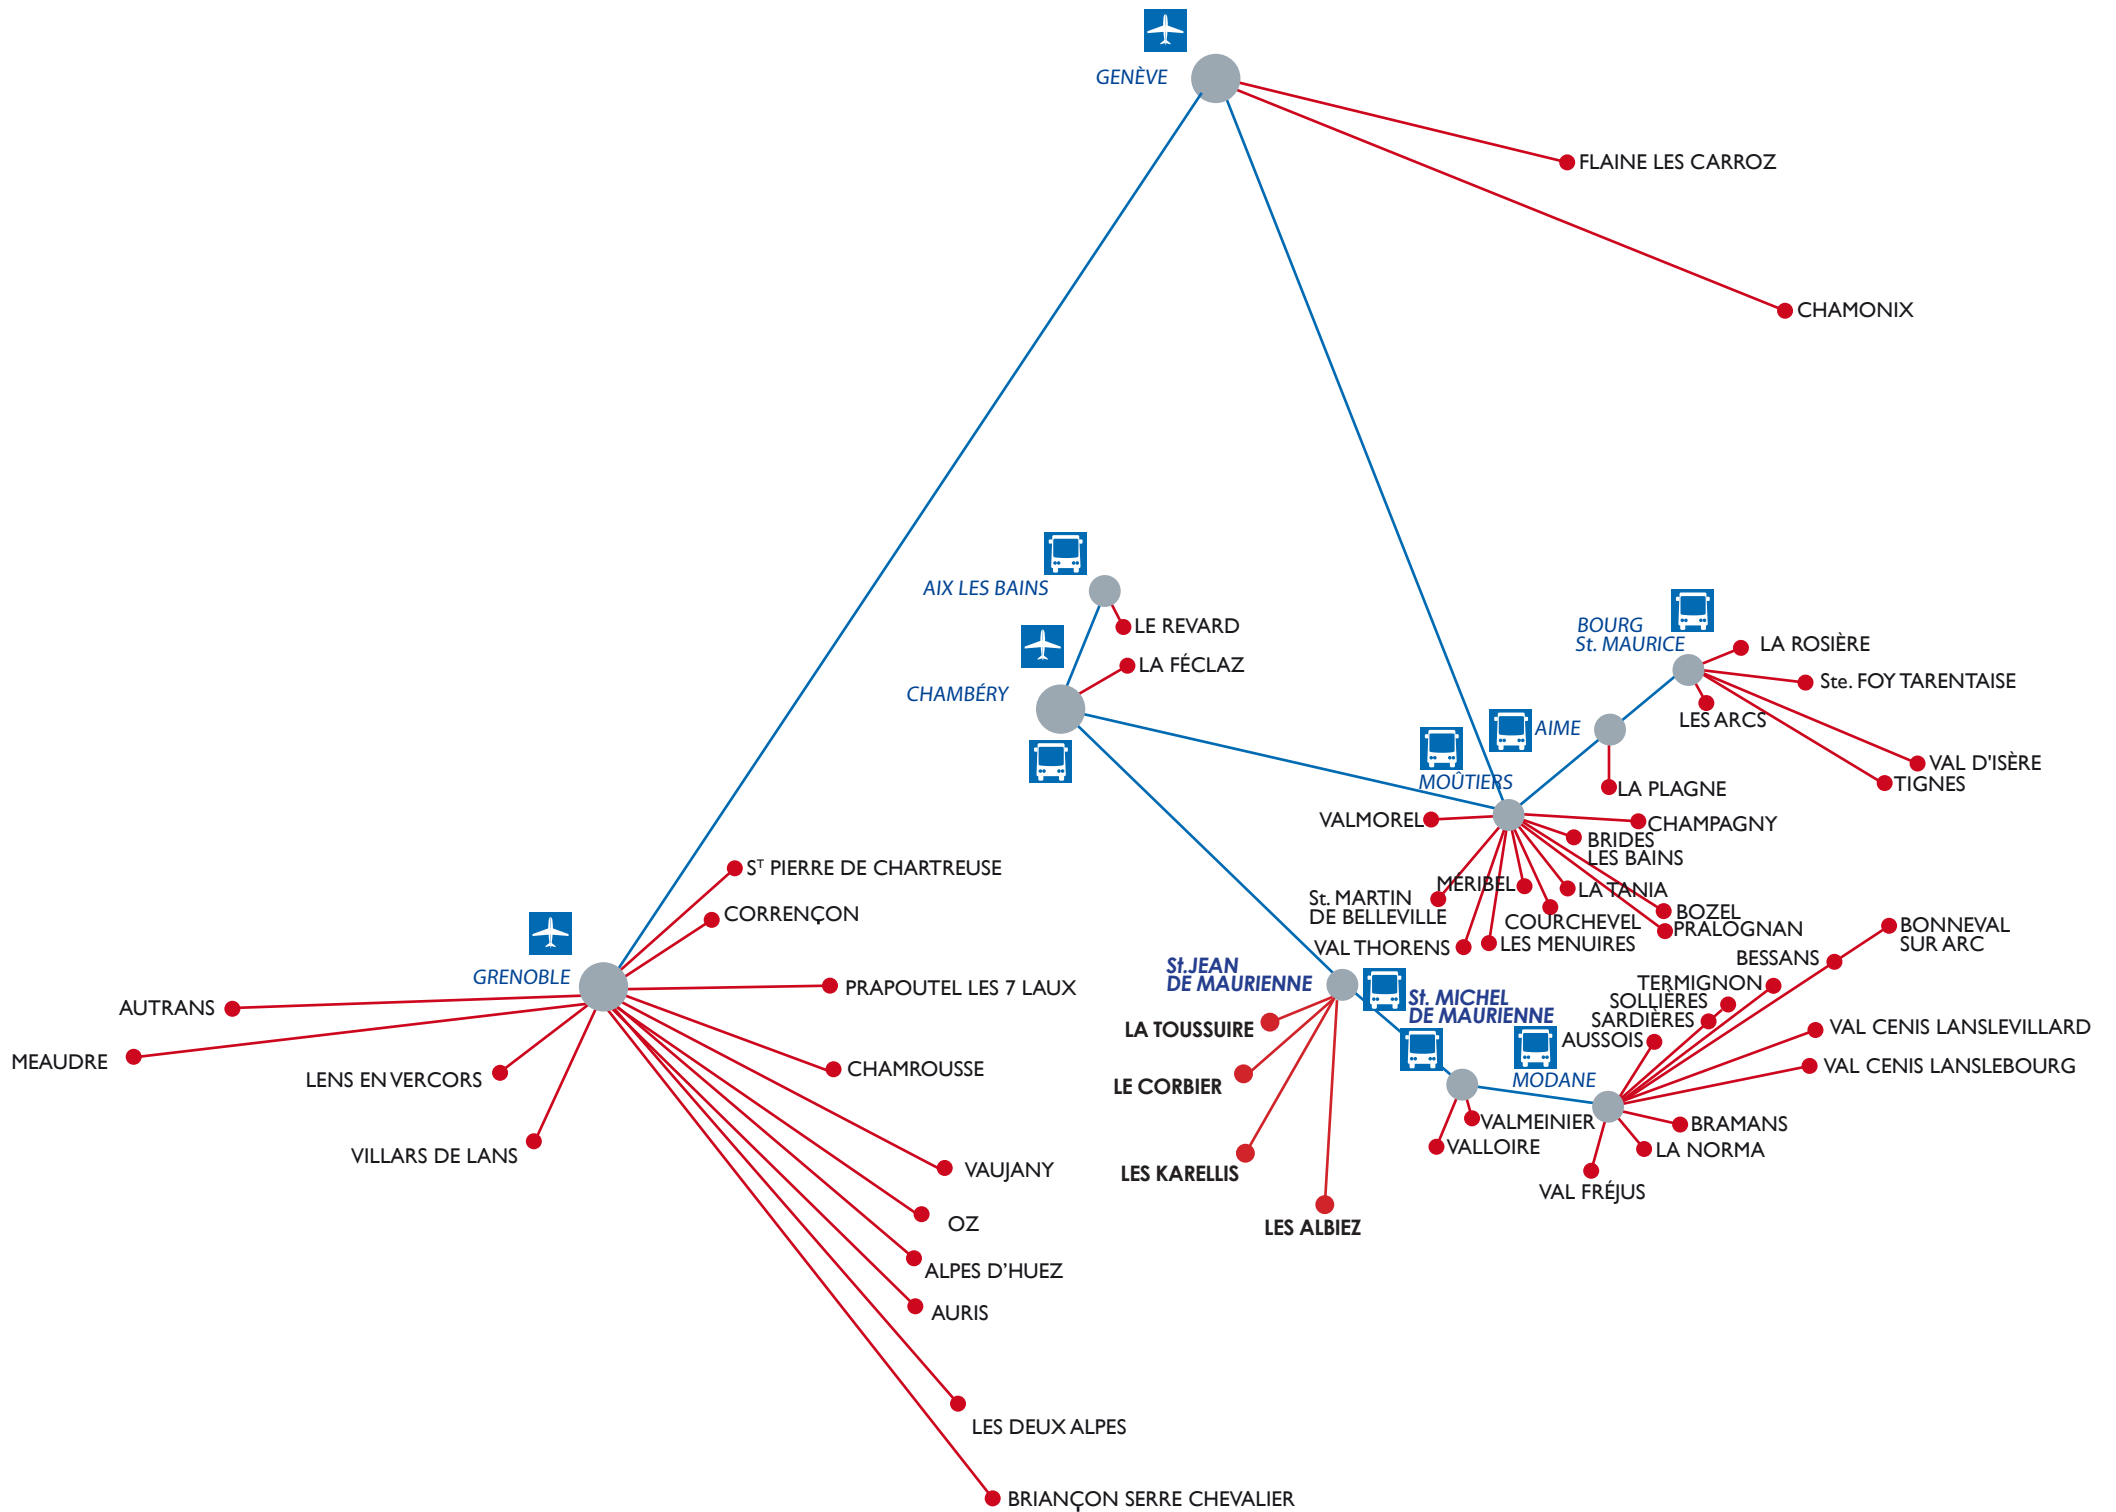 GENÈVE
FLAINE LES CARROZ
CHAMONIX
AIX LES BAINS
LE REVARD
LA FÉCLAZ
CHAMBÉRY
BOURG
St. MAURICE
LA ROSIÈRE
Ste. FOY TARENTAISE
LES ARCS
VAL D'ISÈRE
TIGNES
AIME
LA PLAGNE
MOÛTIERS
VALMOREL
CHAMPAGNY
BRIDES
LES BAINS
MÉRIBEL
LA TANIA
St. MARTIN
DE BELLEVILLE
COURCHEVEL
BOZEL
PRALOGNAN
VAL THORENS
LES MENUIRES
BONNEVAL
SUR ARC
BESSANS
TERMIGNON
SOLLIÈRES
SARDIÈRES
AUSSOIS
VAL CENIS LANSLEVILLARD
VAL CENIS LANSLEBOURG
BRAMANS
LA NORMA
VAL FRÉJUS
MODANE
St. MICHEL
DE MAURIENNE
VALMEINIER
VALLOIRE
St.JEAN
DE MAURIENNE
LA TOUSSUIRE
LE CORBIER
LES KARELLIS
LES ALBIEZ
Sᵀ PIERRE DE CHARTREUSE
CORRENÇON
GRENOBLE
PRAPOUTEL LES 7 LAUX
AUTRANS
MEAUDRE
LENS EN VERCORS
VILLARS DE LANS
CHAMROUSSE
VAUJANY
OZ
ALPES D’HUEZ
AURIS
LES DEUX ALPES
BRIANÇON SERRE CHEVALIER